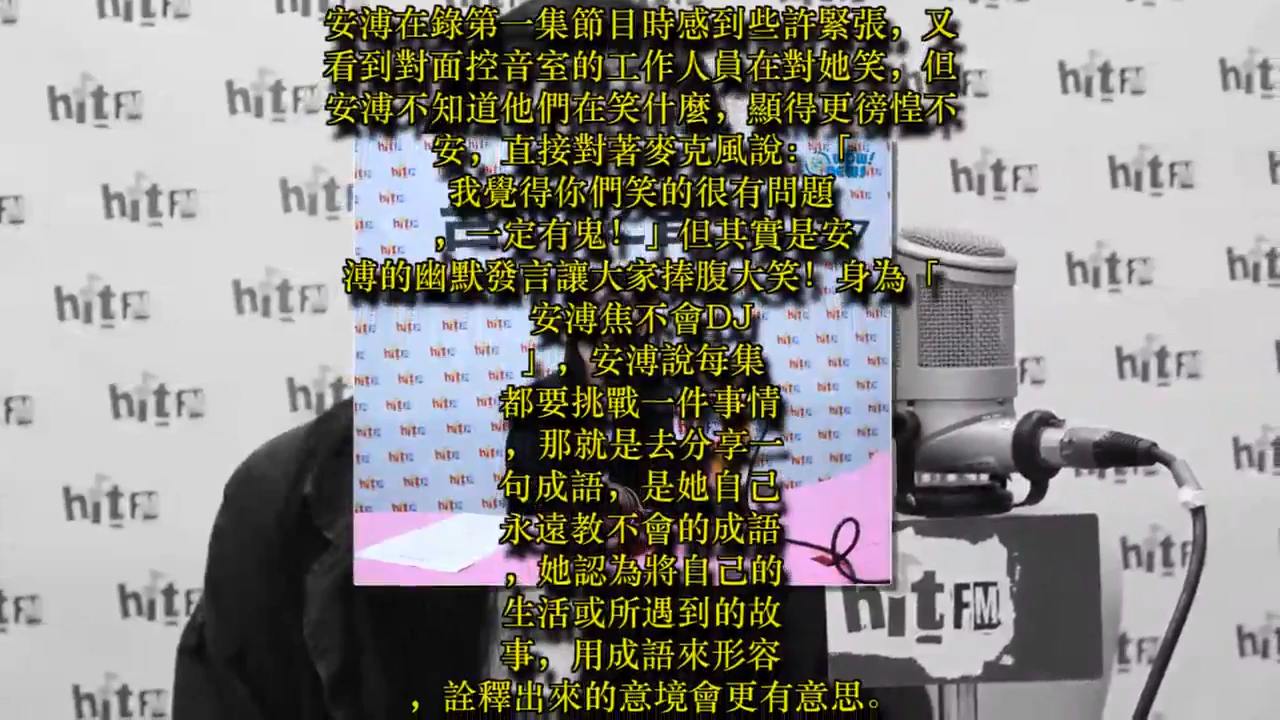 安溥在錄第一集節目時感到些許緊張，又
看到對面控音室的工作人員在對她笑，但
安溥不知道他們在笑什麼，顯得更徬惶不
安，直接對著麥克風說：「
我覺得你們笑的很有問題
，一定有鬼！」但其實是安
溥的幽默發言讓大家捧腹大笑！身為「
安溥焦不會DJ
」，安溥說每集
都要挑戰一件事情
，那就是去分享一
句成語，是她自己
永遠教不會的成語
，她認為將自己的
生活或所遇到的故
事，用成語來形容
，詮釋出來的意境會更有意思。
hit FM
WOW!
NEWS!